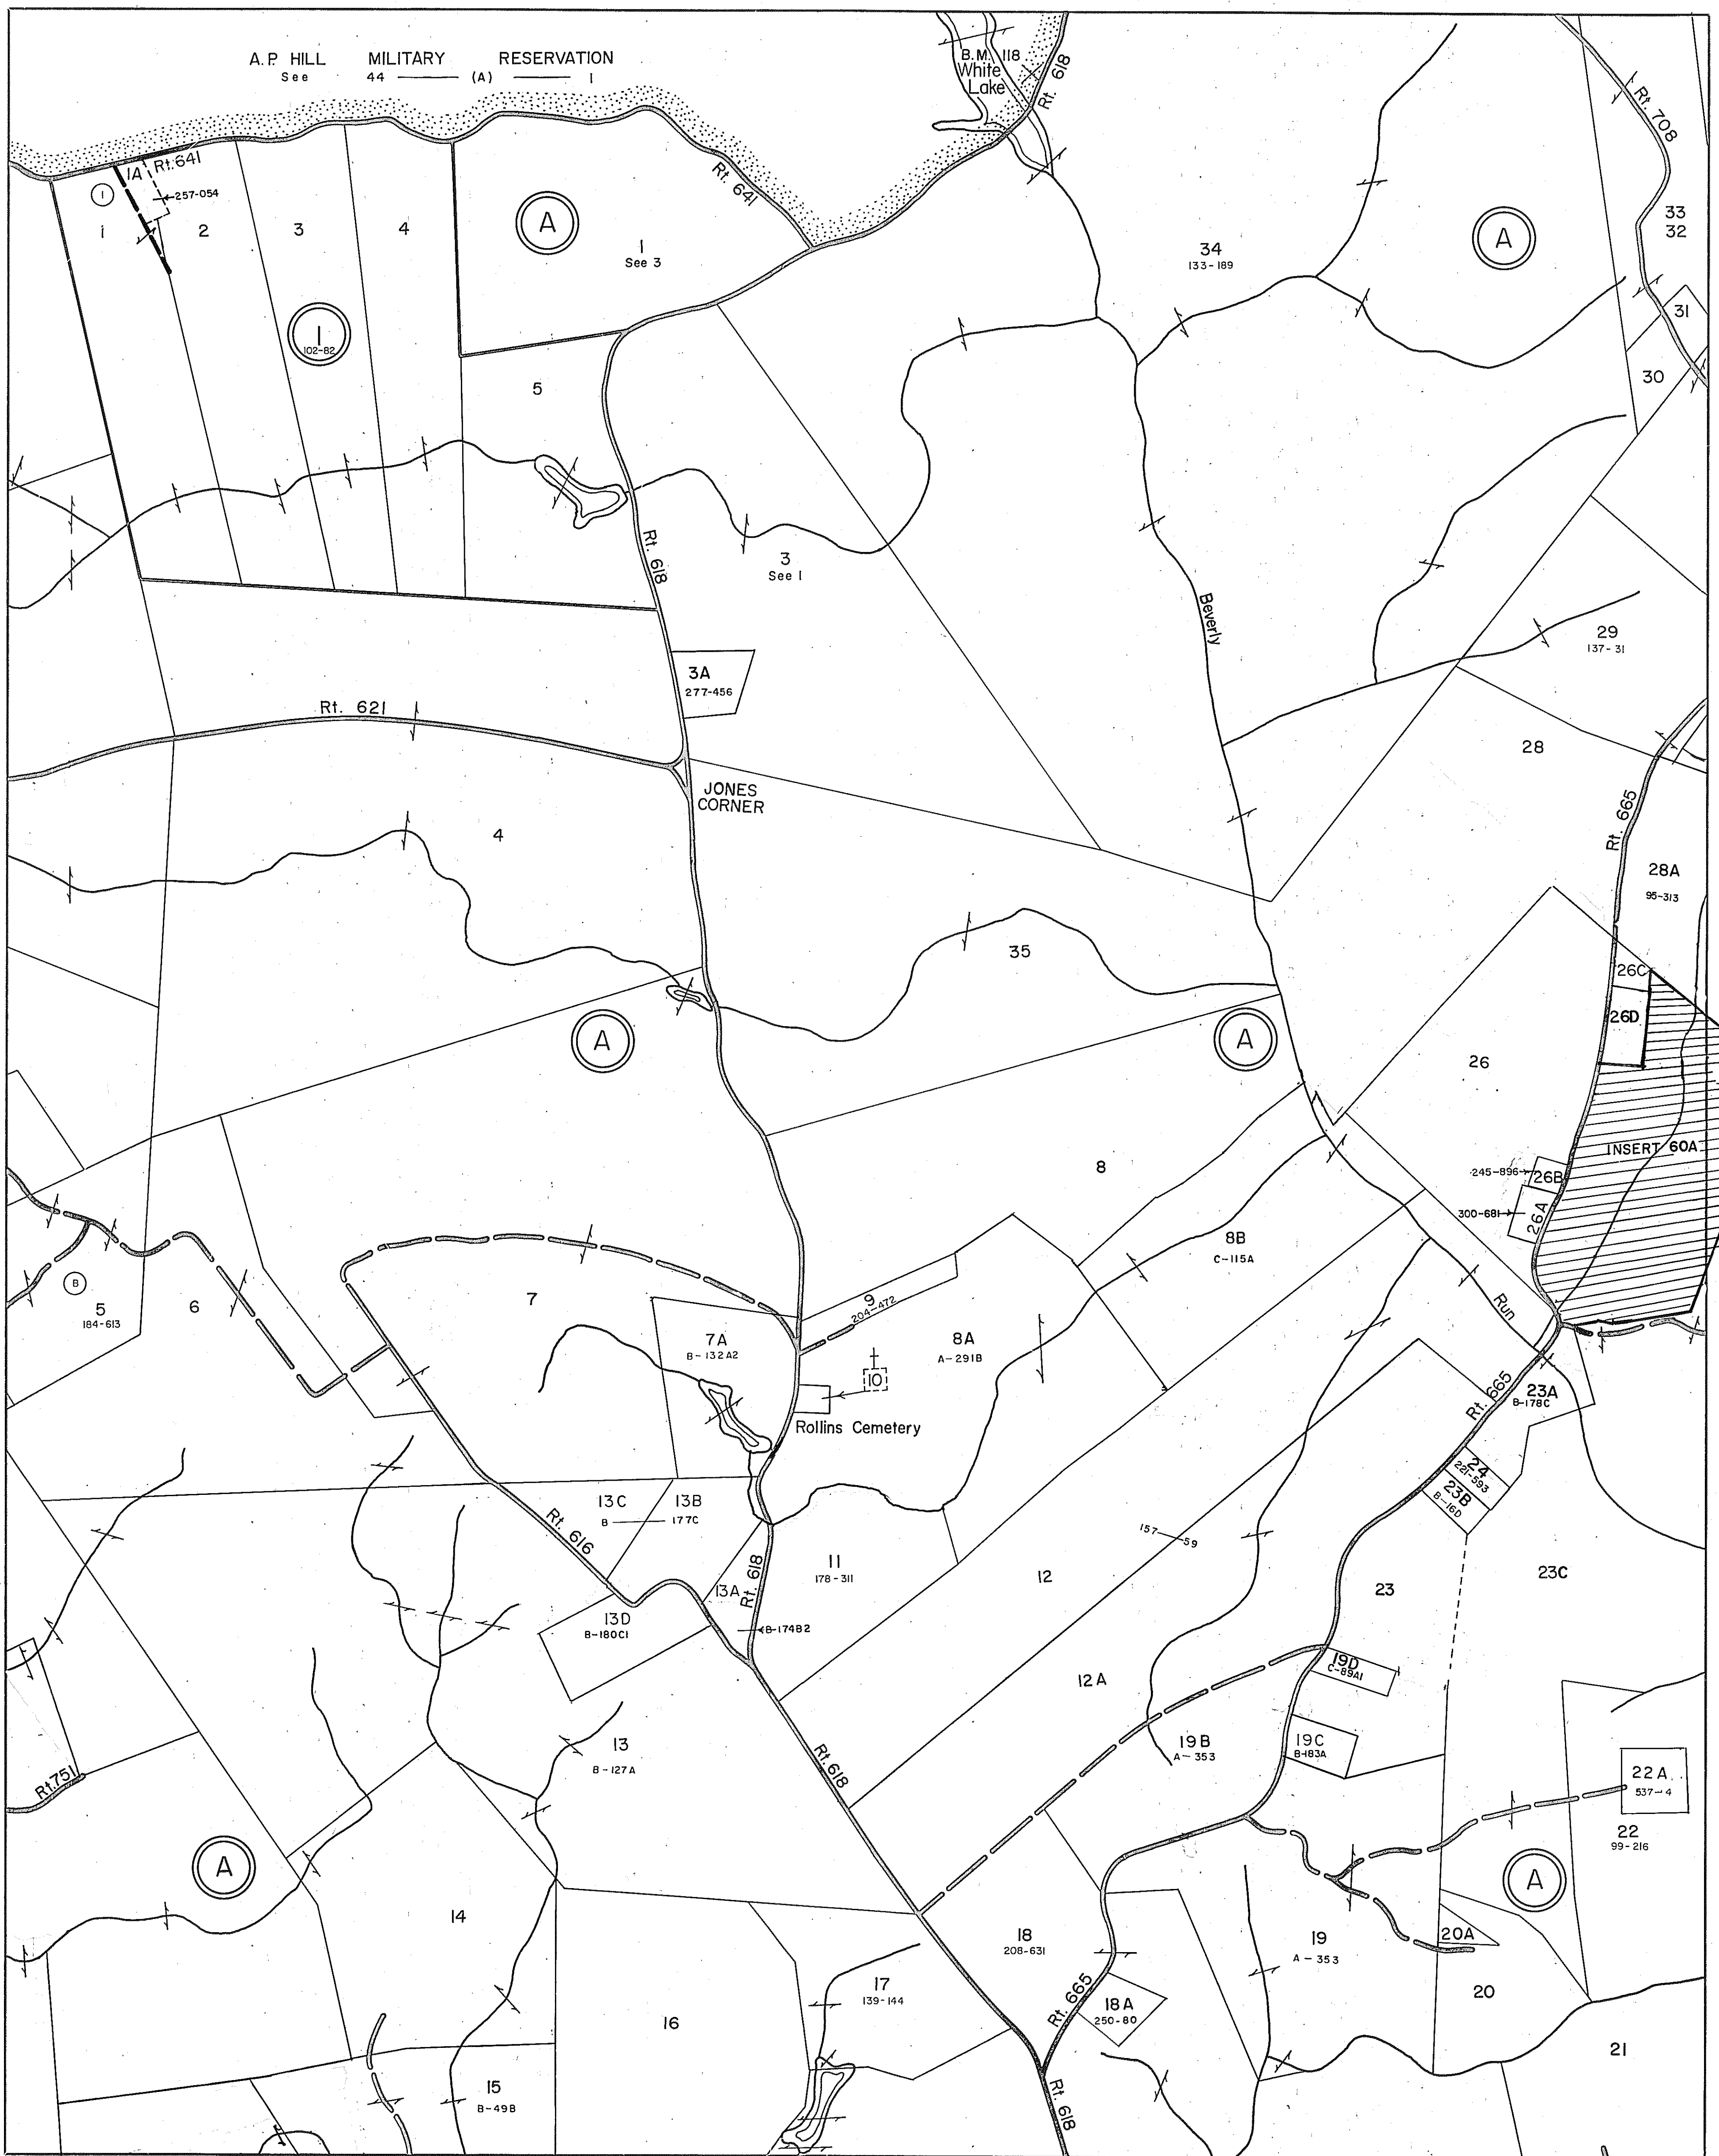 A.P. HILL MILITARY RESERVATION
See 44 — (A) — 1
B.M. 118
White
Lake
Rt. 618
Rt. 708
1A
Rt. 641
257-054
1
1
2
3
4
A
1
See 3
Rt. 641
34
133-189
A
33
32
31
30
1
102-82
5
Rt. 618
3
See 1
Beverly
29
137-31
3A
277-456
Rt. 621
JONES
CORNER
28
Rt. 665
4
28A
95-313
35
26C
26D
A
A
26
INSERT 60A
8
245-896
26B
300-681
26A
8B
C-115A
B
5
184-613
6
7
9
204-472
Run
7A
B-132A2
8A
A-291B
10
Rollins Cemetery
Rt. 665
23A
B-178C
24
221-593
23B
B-16D
13C
13B
B — 177C
Rt. 616
157-59
11
178-311
12
23C
23
13A
Rt. 618
13D
B-180C1
B-174B2
12A
19D
C-89A1
13
B-127A
Rt. 618
19B
A-353
19C
B-183A
Rt. 751
22A
537-4
22
99-216
A
A
14
18
208-631
19
A-353
20A
17
139-144
Rt. 665
18A
250-80
20
16
21
15
B-49B
Rt. 618